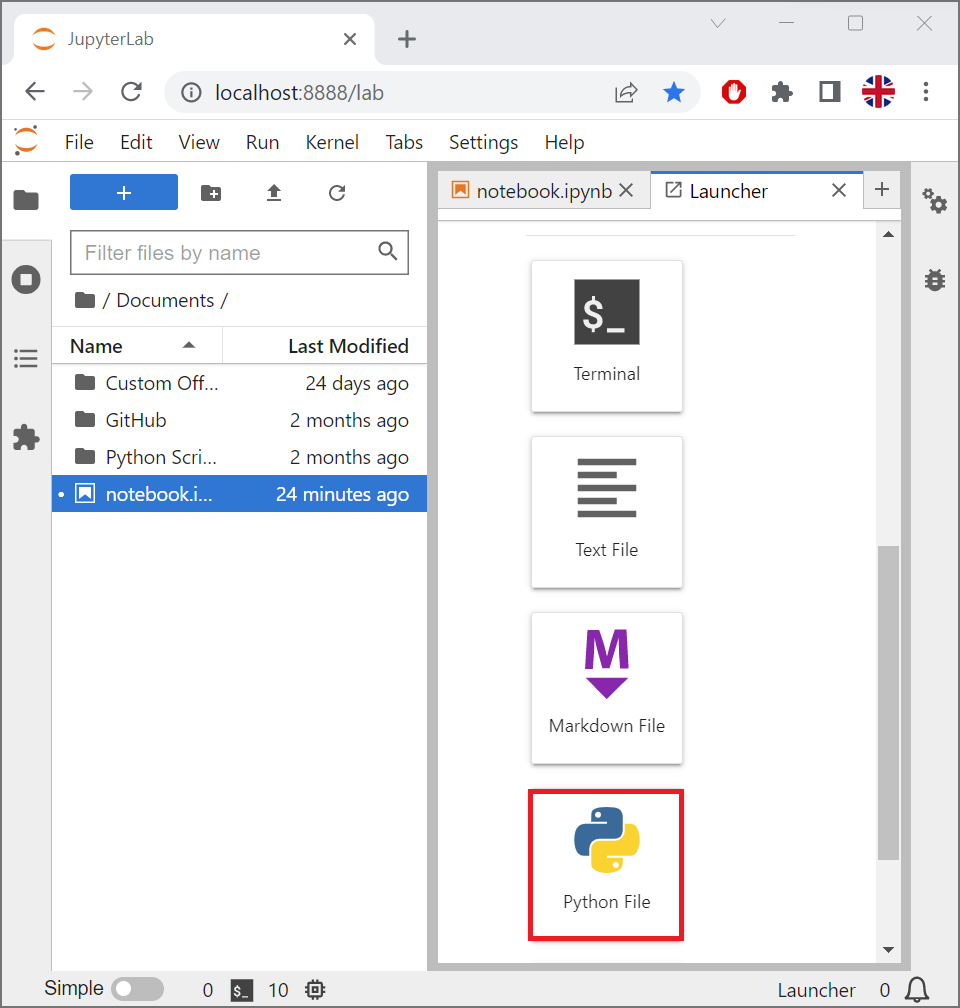 JupyterLab
localhost:8888/lab
File Edit View Run Kernel Tabs Settings Help
notebook.ipynb Launcher
Filter files by name
/ Documents /
Name Last Modified
Custom Off... 24 days ago
GitHub 2 months ago
Python Scri... 2 months ago
notebook.i... 24 minutes ago
$_
Terminal
Text File
M
Markdown File
Python File
Simple 0 $_ 10 Launcher 0